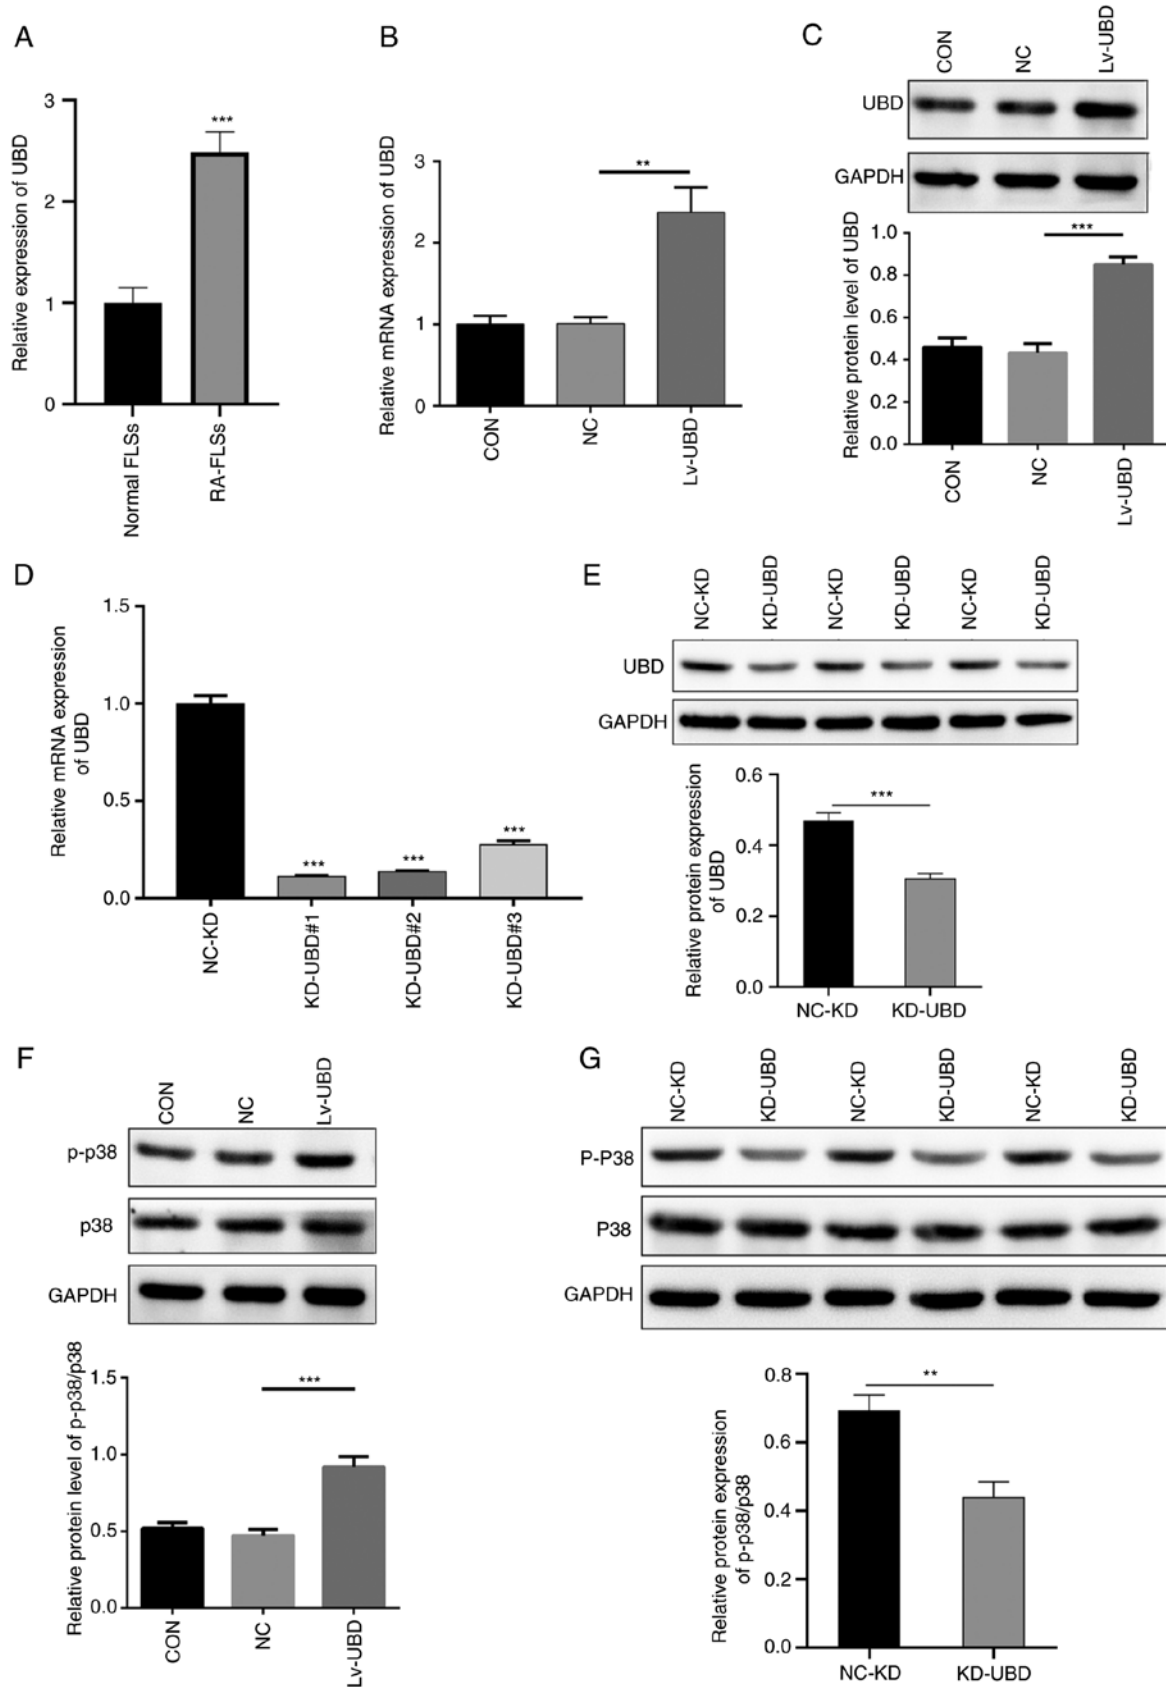 A
Relative expression of UBD
3
2
1
0
***
Normal FLSs
RA-FLSs
B
Relative mRNA expression of UBD
3
2
1
0
**
CON
NC
Lv-UBD
C
CON
NC
Lv-UBD
UBD
GAPDH
Relative protein level of UBD
1.0
0.8
0.6
0.4
0.2
0.0
***
CON
NC
Lv-UBD
D
Relative mRNA expression
of UBD
1.5
1.0
0.5
0.0
***
***
***
NC-KD
KD-UBD#1
KD-UBD#2
KD-UBD#3
E
NC-KD
KD-UBD
NC-KD
KD-UBD
NC-KD
KD-UBD
UBD
GAPDH
Relative protein expression
of UBD
0.6
0.4
0.2
0.0
***
NC-KD
KD-UBD
F
CON
NC
Lv-UBD
p-p38
p38
GAPDH
Relative protein level of p-p38/p38
1.5
1.0
0.5
0.0
***
CON
NC
Lv-UBD
G
NC-KD
KD-UBD
NC-KD
KD-UBD
NC-KD
KD-UBD
P-P38
P38
GAPDH
Relative protein expression
of p-p38/p38
0.8
0.6
0.4
0.2
0.0
**
NC-KD
KD-UBD